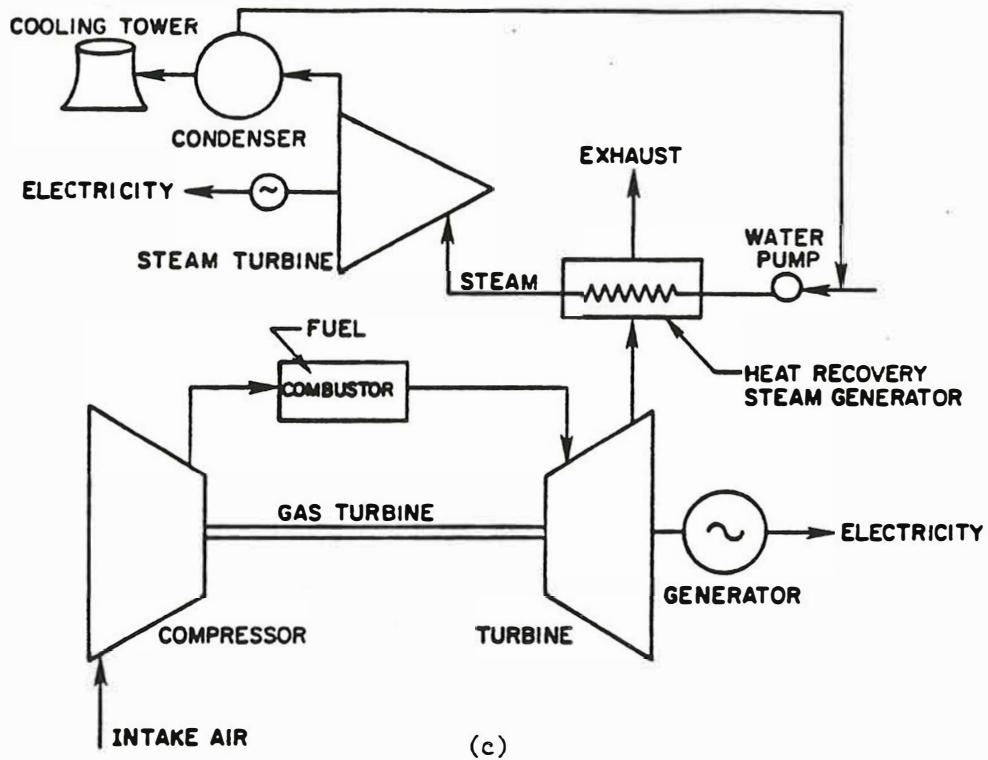 COOLING TOWER
CONDENSER
EXHAUST
ELECTRICITY
~
WATER
PUMP
STEAM TURBINE
STEAM
FUEL
COMBUSTOR
HEAT RECOVERY
STEAM GENERATOR
GAS TURBINE
~
ELECTRICITY
GENERATOR
COMPRESSOR
TURBINE
INTAKE AIR
(c)